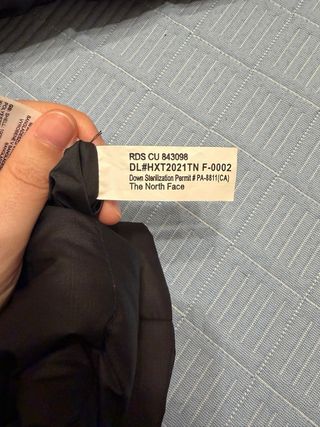 RDS CU 843098
DL#HXT2021TN F-0002
Down Sterilization Permit # PA-8811(CA)
The North Face